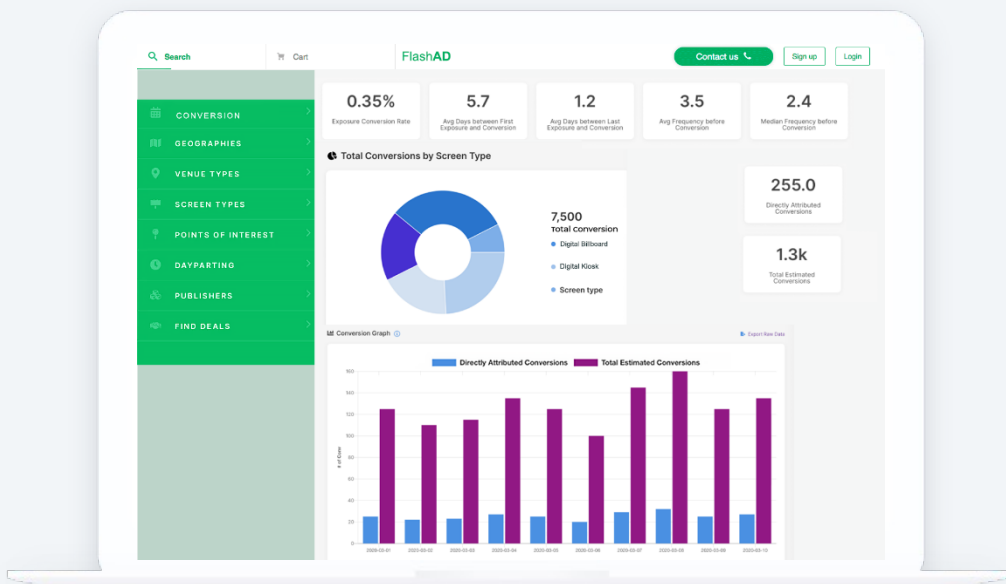 Search
Cart
FlashAD
Contact us
Sign up
Login
CONVERSION
GEOGRAPHIES
VENUE TYPES
SCREEN TYPES
POINTS OF INTEREST
DAYPARTING
PUBLISHERS
FIND DEALS
0.35%
Exposure Conversion Rate
5.7
Avg Days between First
Exposure and Conversion
1.2
Avg Days between Last
Exposure and Conversion
3.5
Avg Frequency before
Conversion
2.4
Median Frequency before
Conversion
Total Conversions by Screen Type
7,500
Total conversion
Digital Billboard
Digital Klosk
Screen type
255.0
Directly Attributed
Conversions
1.3k
Total Estimated
Conversions
Conversion Graph
Export Raw Data
Directly Attributed Conversions
Total Estimated Conversions
140
120
100
80
60
40
20
0